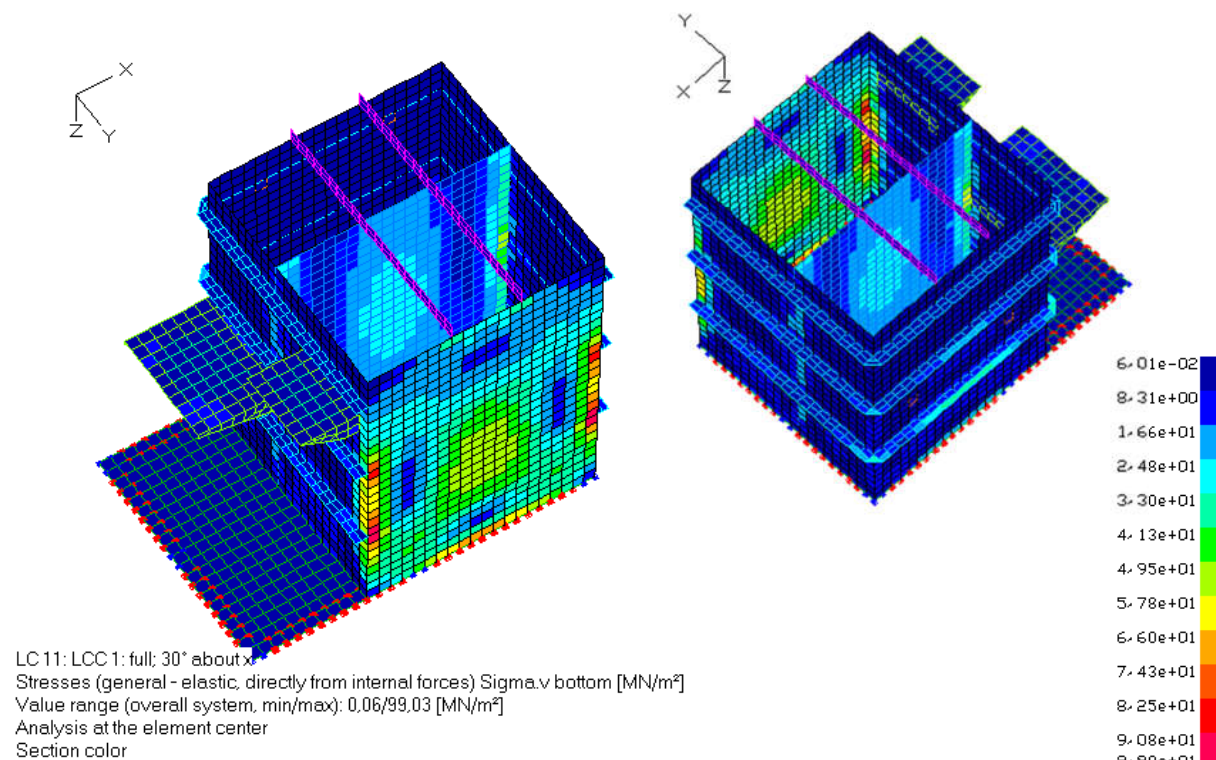 Y
X
Z
X
Z
Y
6.01e-02
8.31e+00
1.66e+01
2.48e+01
3.30e+01
4.13e+01
4.95e+01
5.78e+01
6.60e+01
7.43e+01
8.25e+01
9.08e+01
LC 11: LCC 1: full; 30° about x
Stresses (general - elastic, directly from internal forces) Sigma.v bottom [MN/m²]
Value range (overall system, min/max): 0,06/99,03 [MN/m²]
Analysis at the element center
Section color